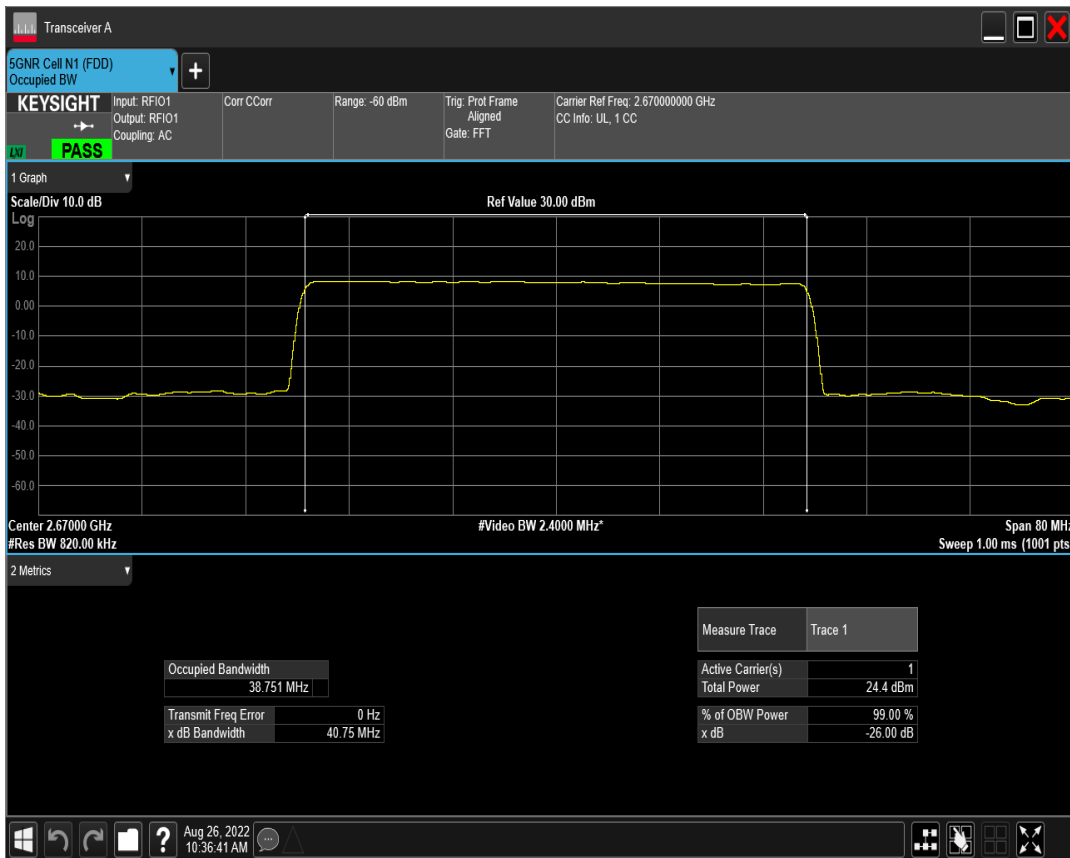 Transceiver A
5GNR Cell N1 (FDD)
Occupied BW
+
KEYSIGHT
LXI
PASS
Input: RFIO1
Output: RFIO1
Coupling: AC
Corr CCorr
Range: -60 dBm
Trig: Prot Frame
Aligned
Gate: FFT
Carrier Ref Freq: 2.670000000 GHz
CC Info: UL, 1 CC
1 Graph
Scale/Div 10.0 dB
Ref Value 30.00 dBm
Log
20.0
10.0
0.00
-10.0
-20.0
-30.0
-40.0
-50.0
-60.0
Center 2.67000 GHz
#Video BW 2.4000 MHz*
Span 80 MHz
#Res BW 820.00 kHz
Sweep 1.00 ms (1001 pts
2 Metrics
Measure Trace Trace 1
Occupied Bandwidth
38.751 MHz
Active Carrier(s) 1
Total Power 24.4 dBm
Transmit Freq Error 0 Hz
x dB Bandwidth 40.75 MHz
% of OBW Power 99.00 %
x dB -26.00 dB
?
Aug 26, 2022
10:36:41 AM